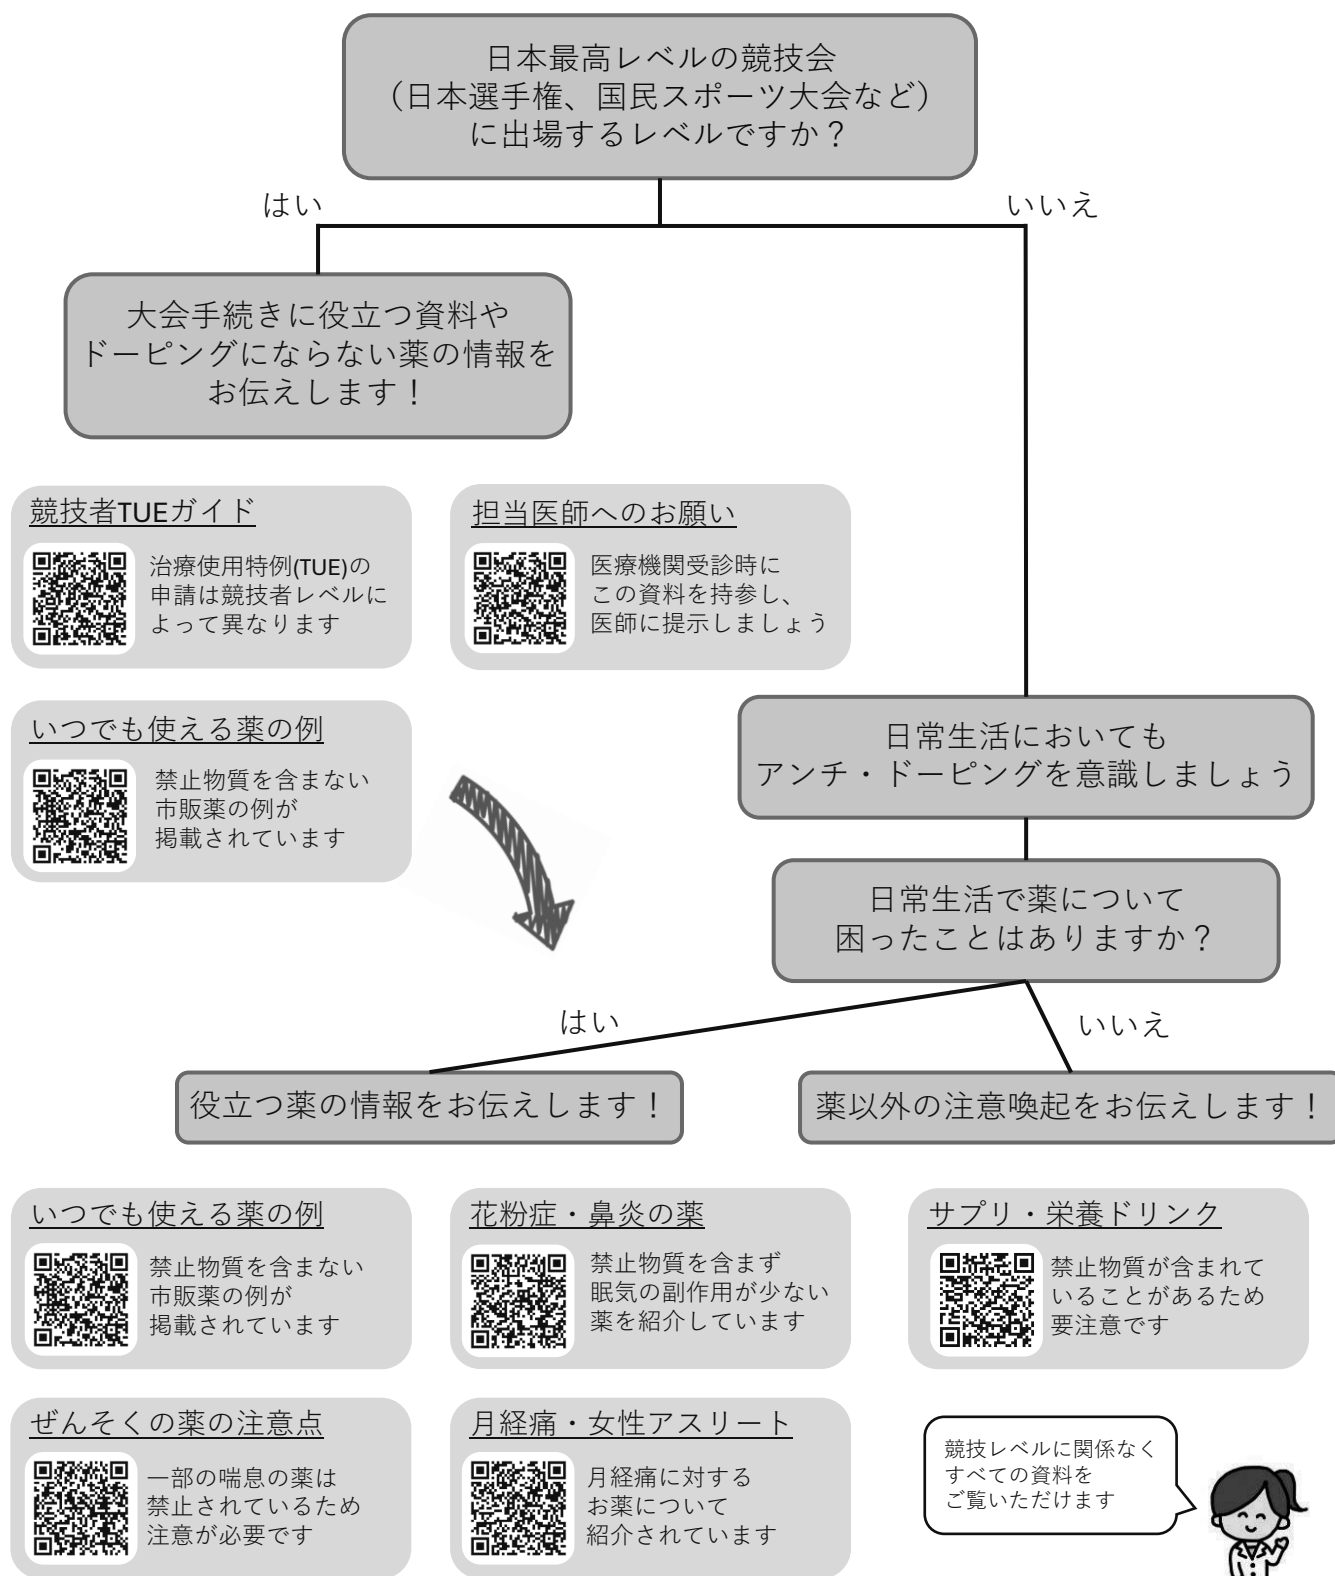 日本最高レベルの競技会
（日本選手権、国民スポーツ大会など）
に出場するレベルですか？
はい
いいえ
大会手続きに役立つ資料や
ドーピングにならない薬の情報を
お伝えします！
競技者TUEガイド
治療使用特例(TUE)の
申請は競技者レベルに
よって異なります
担当医師へのお願い
医療機関受診時に
この資料を持参し、
医師に提示しましょう
いつでも使える薬の例
禁止物質を含まない
市販薬の例が
掲載されています
日常生活においても
アンチ・ドーピングを意識しましょう
日常生活で薬について
困ったことはありますか？
はい
いいえ
役立つ薬の情報をお伝えします！
薬以外の注意喚起をお伝えします！
いつでも使える薬の例
禁止物質を含まない
市販薬の例が
掲載されています
花粉症・鼻炎の薬
禁止物質を含まず
眠気の副作用が少ない
薬を紹介しています
サプリ・栄養ドリンク
禁止物質が含まれて
いることがあるため
要注意です
ぜんそくの薬の注意点
一部の喘息の薬は
禁止されているため
注意が必要です
月経痛・女性アスリート
月経痛に対する
お薬について
紹介されています
競技レベルに関係なく
すべての資料を
ご覧いただけます